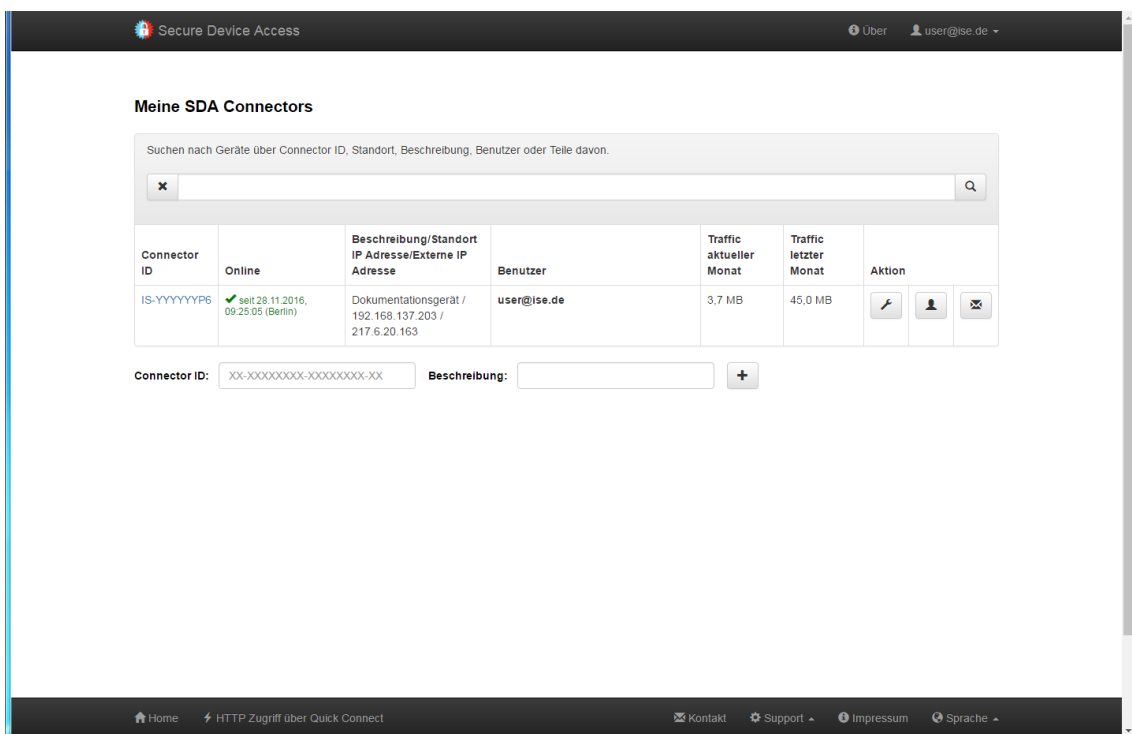 Secure Device Access
Über
user@ise.de
Meine SDA Connectors
Suchen nach Geräte über Connector ID, Standort, Beschreibung, Benutzer oder Teile davon.
Connector
ID
Online
Beschreibung/Standort
IP Adresse/Externe IP
Adresse
Benutzer
Traffic
aktueller
Monat
Traffic
letzter
Monat
Aktion
IS-YYYYYYP6
seit 28.11.2016,
09:25:05 (Berlin)
Dokumentationsgerät /
192.168.137.203 /
217.6.20.163
user@ise.de
3,7 MB
45,0 MB
Connector ID:
XX-XXXXXXXX-XXXXXXXX-XX
Beschreibung:
Home
HTTP Zugriff über Quick Connect
Kontakt
Support
Impressum
Sprache